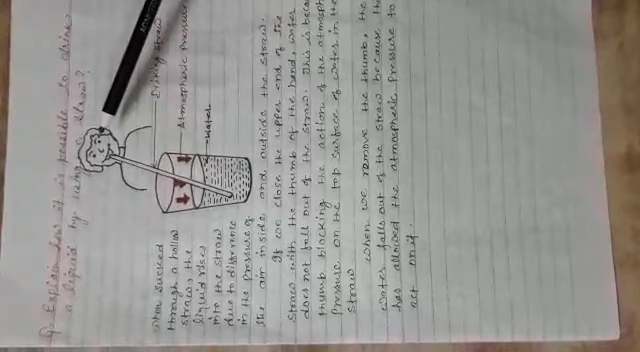 Q. Explain how it is possible to drink
a liquid by using a straw?
Drinking straw
Atmospheric Pressure
Water
When sucked
through a hollow
straws, the
liquid rises
into the straw
due to difference
in the pressure of
the air inside and outside the straw.
If we close the upper end of the
straw with the thumb of the hand, water
does not fall out of the straw. This is
thumb blocking the action of the
Pressure on the top surface of water in the
straw
When we remove the thumb, the
water falls out of the straw because
has allowed the atmospheric Pressure to
act on it.